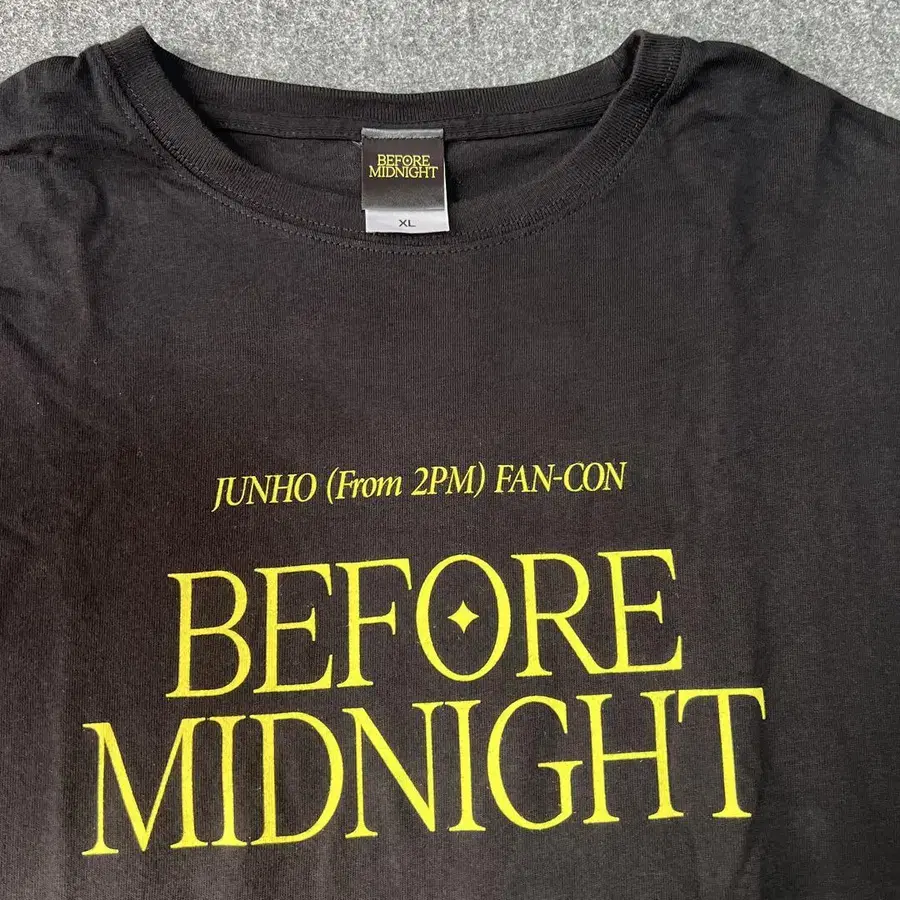 BEFORE
MIDNIGHT
XL
JUNHO (From 2PM) FAN-CON
BEFORE
MIDNIGHT